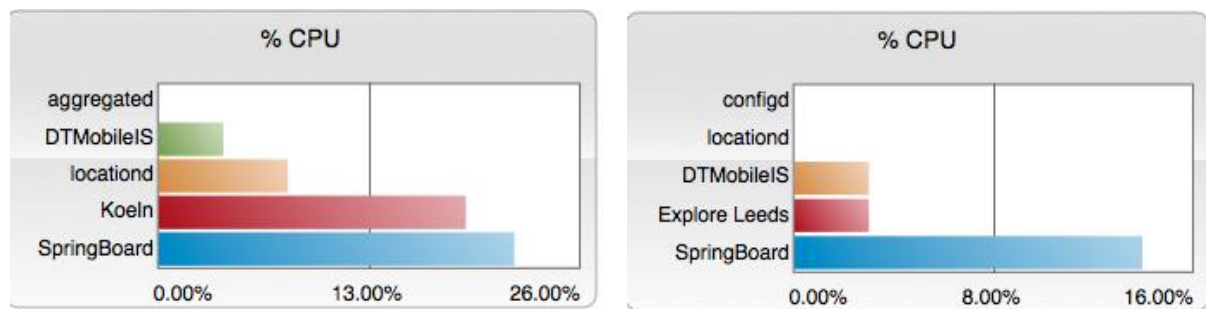 % CPU
aggregated
DTMobileIS
locationd
Koeln
SpringBoard
0.00% 13.00% 26.00%
% CPU
configd
locationd
DTMobileIS
Explore Leeds
SpringBoard
0.00% 8.00% 16.00%